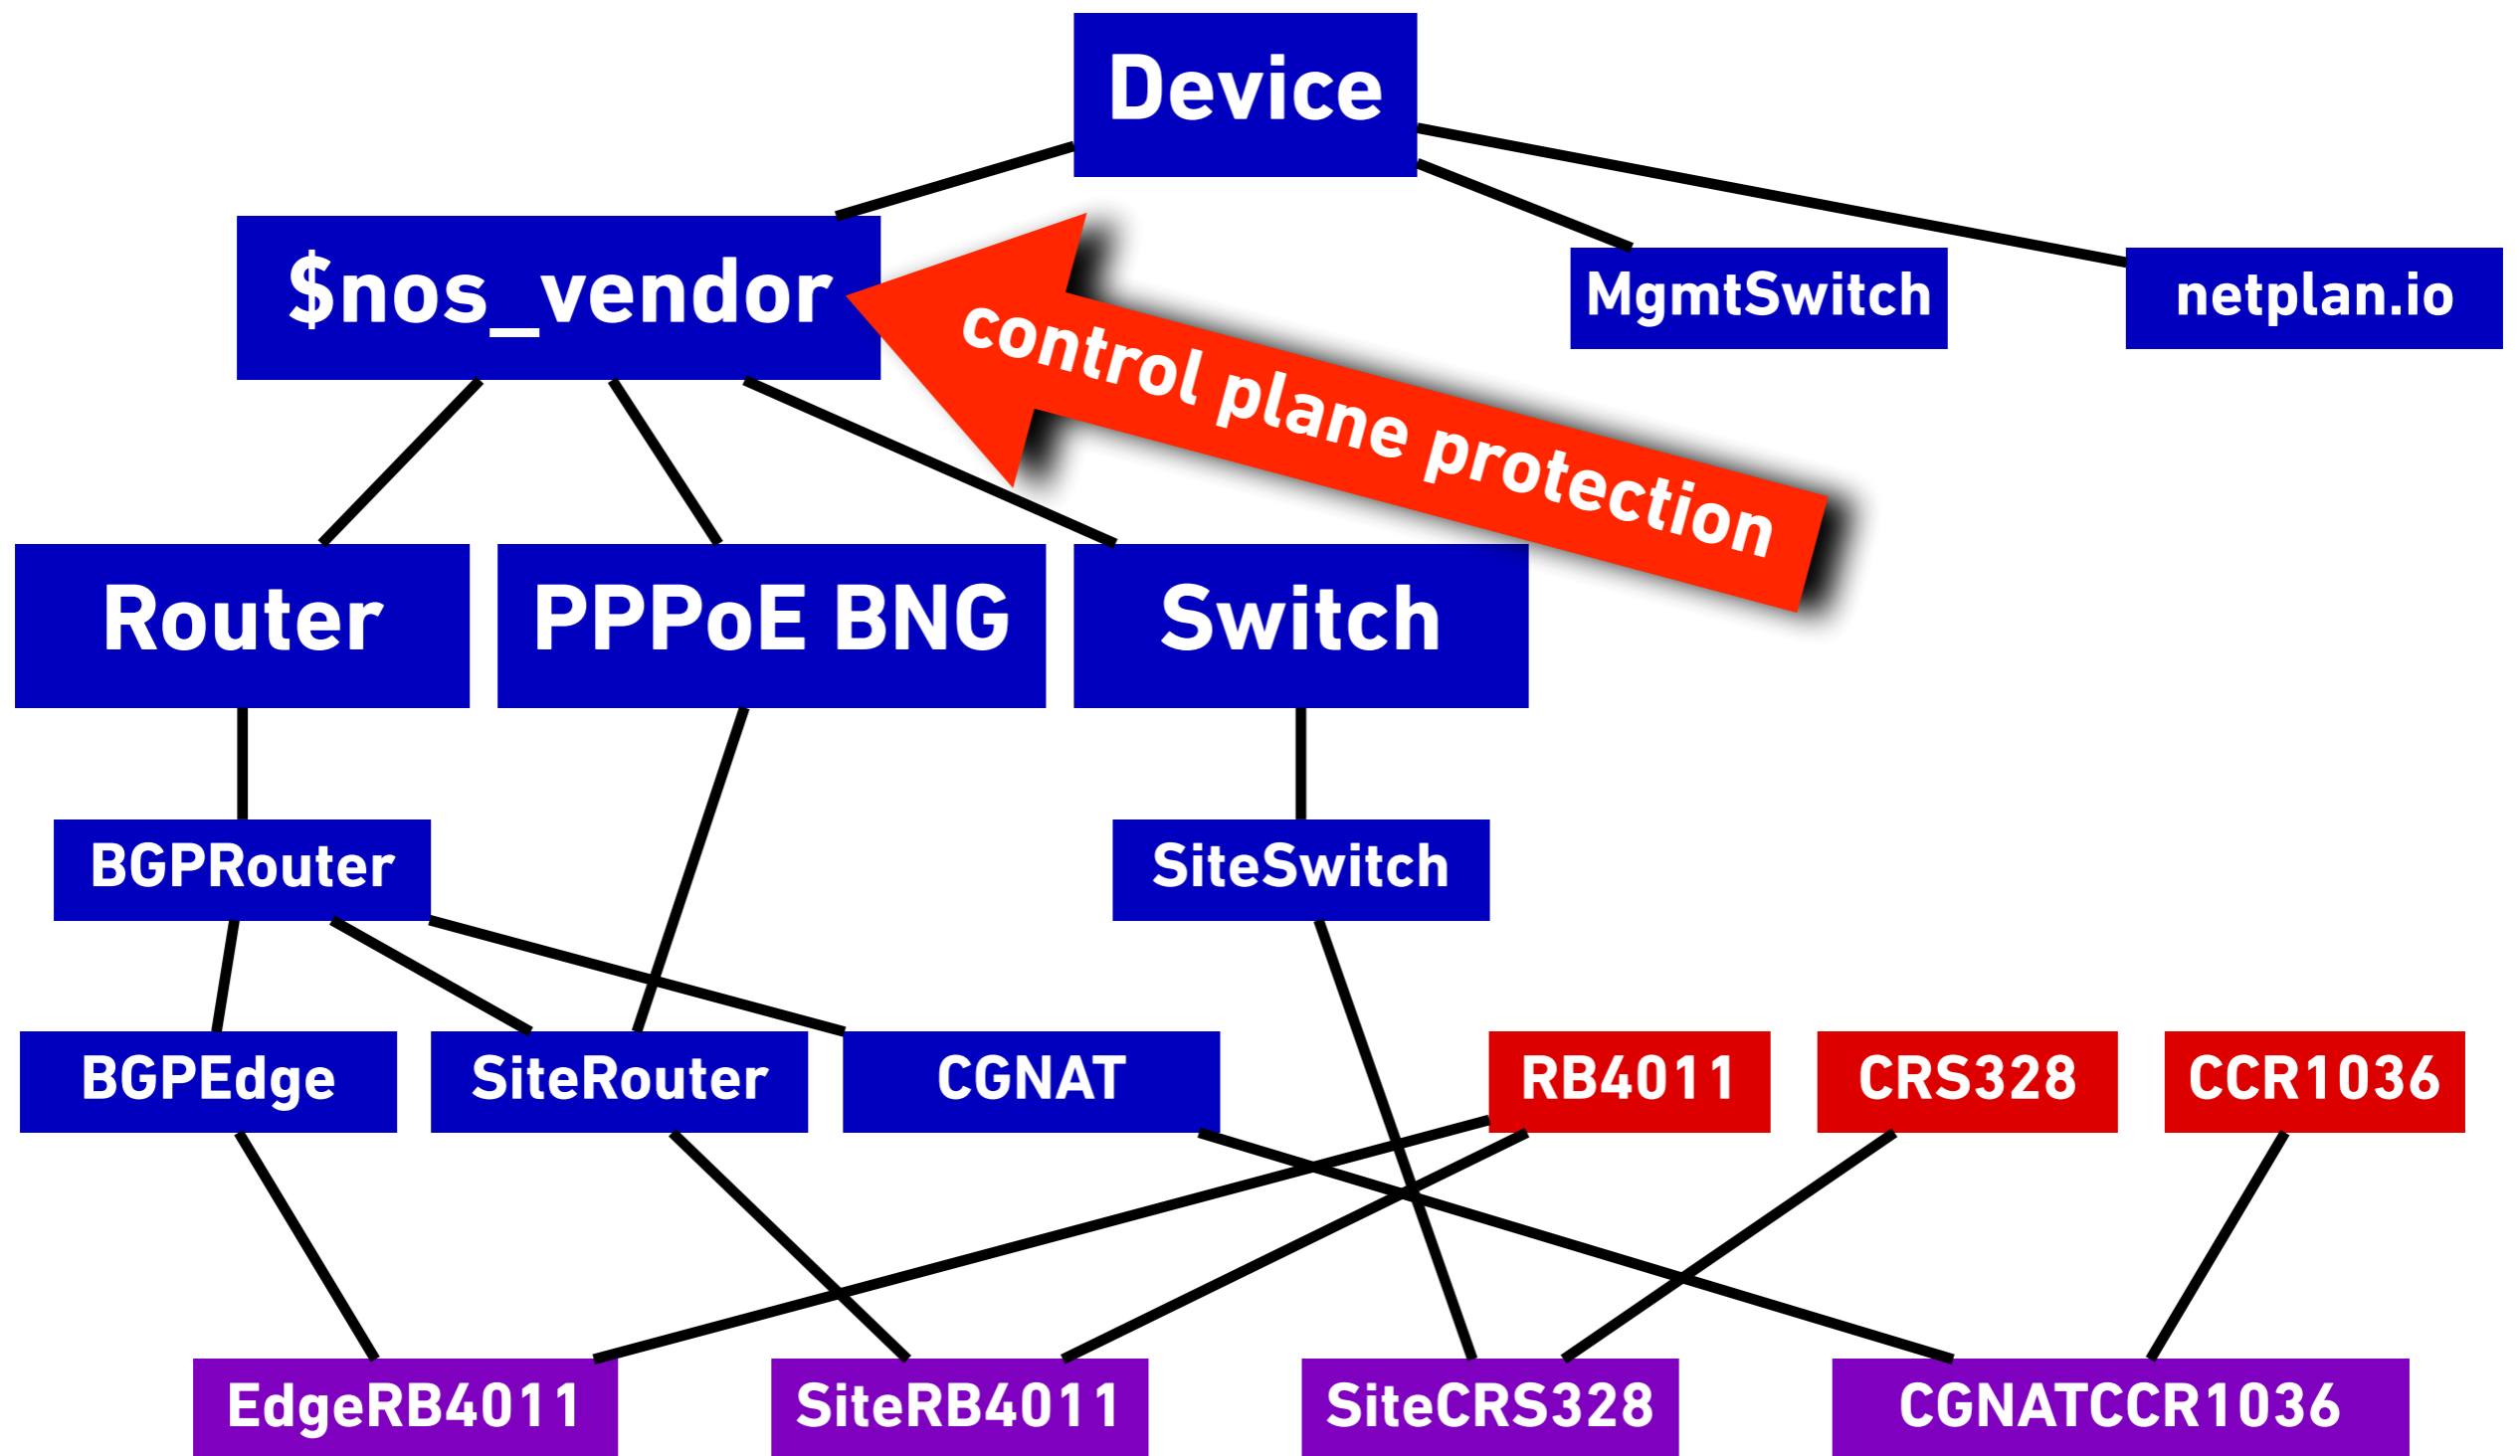 Device
$nos_vendor
MgmtSwitch
netplan.io
control plane protection
Router
PPPoE BNG
Switch
BGPRouter
SiteSwitch
BGPEdge
SiteRouter
CGNAT
RB4011
CRS328
CCR1036
EdgeRB4011
SiteRB4011
SiteCRS328
CGNATCCR1036